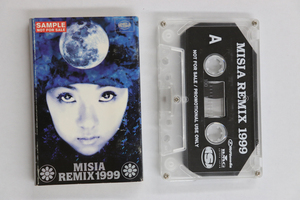 SAMPLE
NOT FOR SALE
MISIA
REMIX 1999
A
NOT FOR SALE / PROMOTIONAL USE ONLY
MISIA REMIX 1999